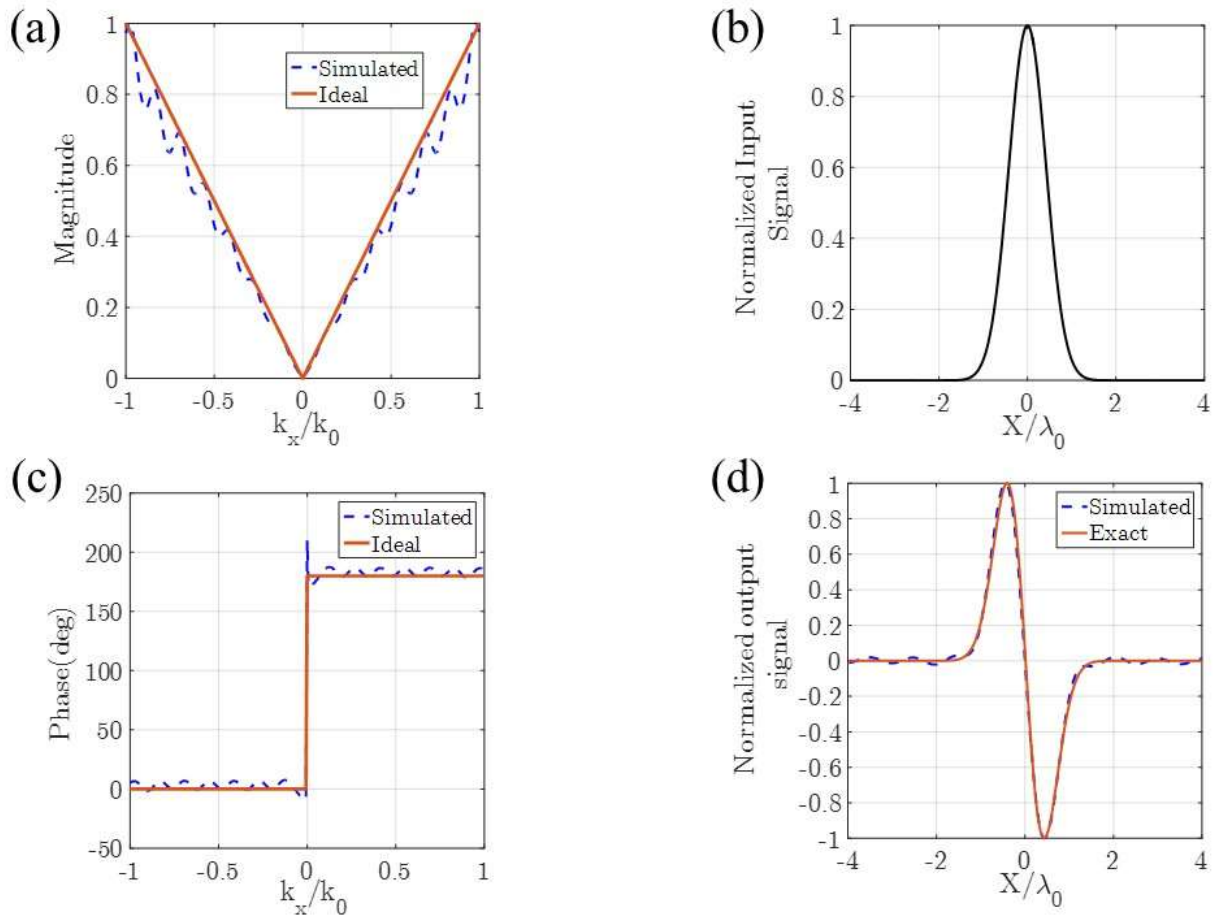 (a)
1
0.8
0.6
0.4
0.2
0
Magnitude
Simulated
Ideal
-1
-0.5
0
0.5
1
k_x/k_0
(b)
1
0.8
0.6
0.4
0.2
0
Normalized Input
Signal
-4
-2
0
2
4
X/λ_0
(c)
250
200
150
100
50
0
-50
Phase(deg)
Simulated
Ideal
-1
-0.5
0
0.5
1
k_x/k_0
(d)
1
0.8
0.6
0.4
0.2
0
-0.2
-0.4
-0.6
-0.8
-1
Normalized output
signal
Simulated
Exact
-4
-2
0
2
4
X/λ_0